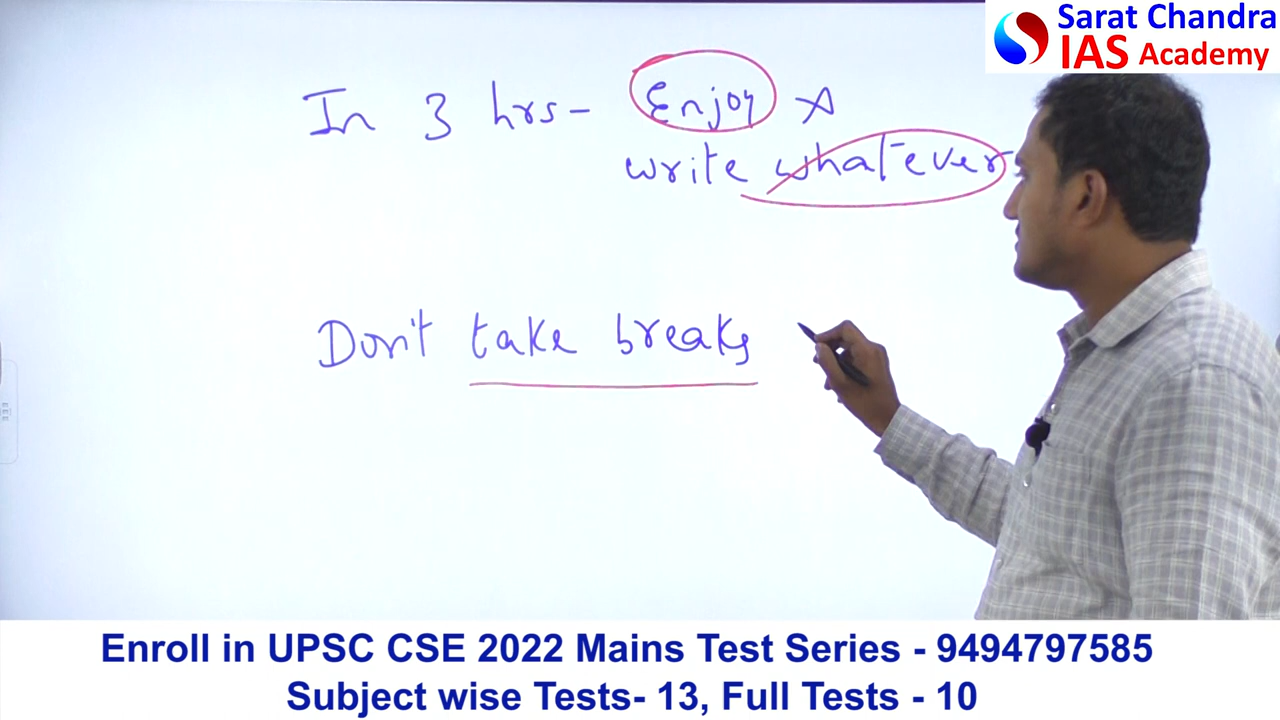 Sarat Chandra
IAS Academy
In 3 hrs- Enjoy
write whatever
Don't take breaks
Enroll in UPSC CSE 2022 Mains Test Series - 9494797585
Subject wise Tests- 13, Full Tests - 10